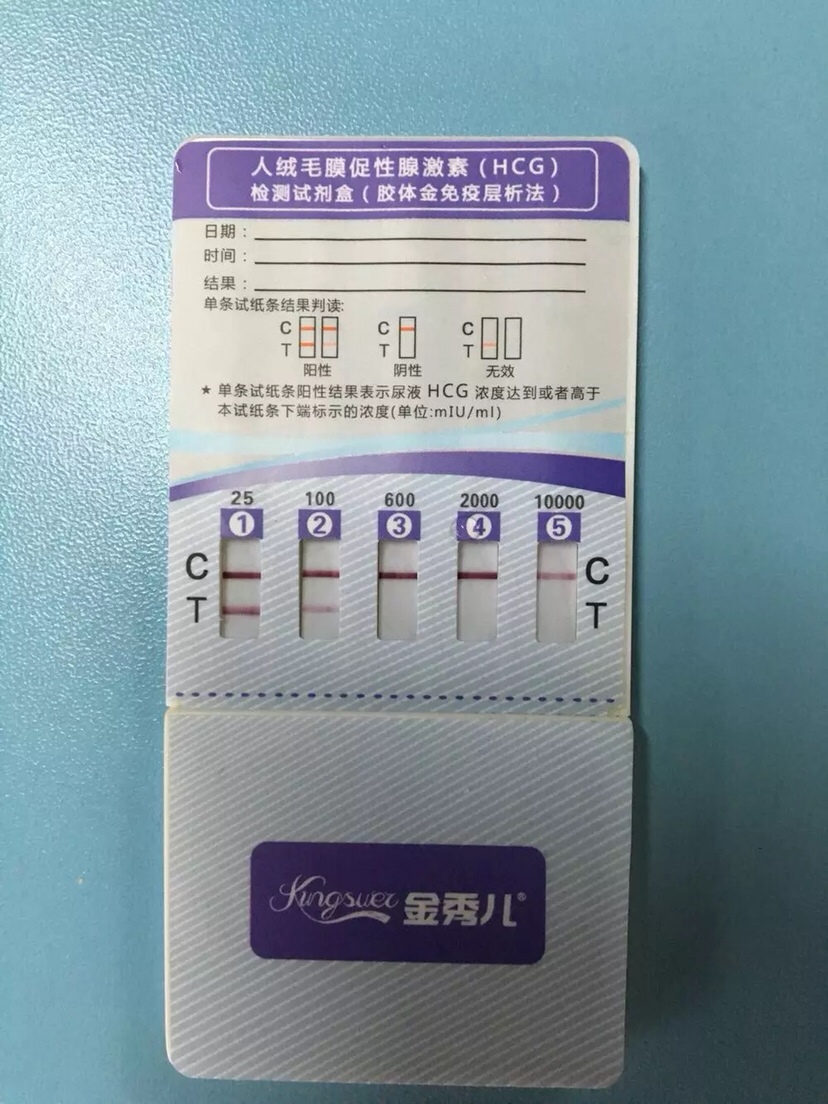 人绒毛膜促性腺激素(HCG)
检测试剂盒(胶体金免疫层析法)
日期:
时间:
结果:
单条试纸条结果判读:
C C C
T T T
阳性 阴性 无效
★ 单条试纸条阳性结果表示尿液 HCG 浓度达到或者高于
本试纸条下端标示的浓度(单位:mIU/ml)
25 100 600 2000 10000
1 2 3 4 5
C C
T T
Kingsuer 金秀儿®